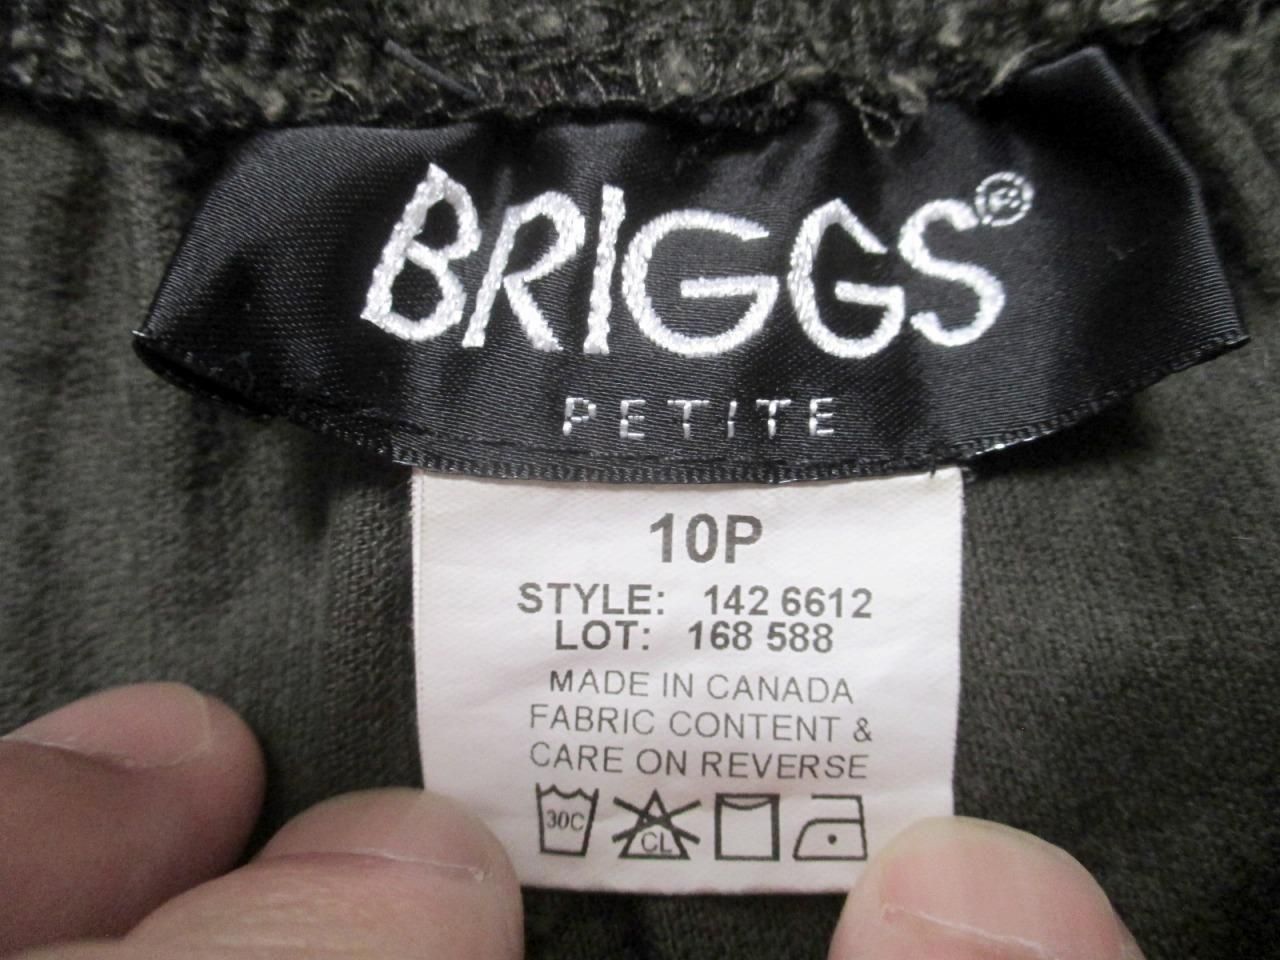 BRIGGS®
PETITE
10P
STYLE: 142 6612
LOT: 168 588
MADE IN CANADA
FABRIC CONTENT &
CARE ON REVERSE
30C CL